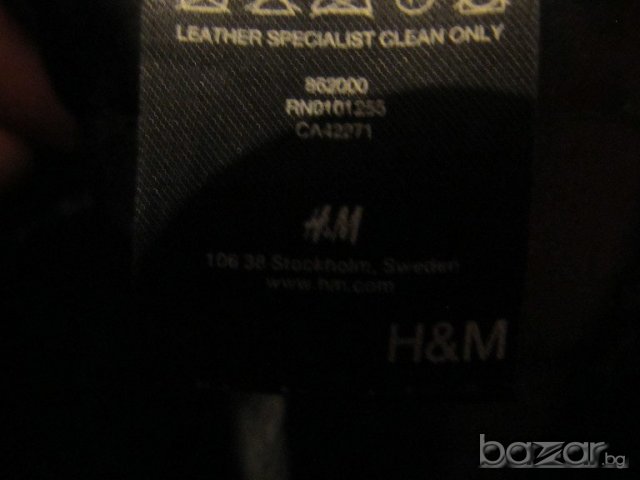 LEATHER SPECIALIST CLEAN ONLY
862000
RN0101255
CA42271
H&M
106 38 Stockholm, Sweden
www.hm.com
H&M
bazar.bg